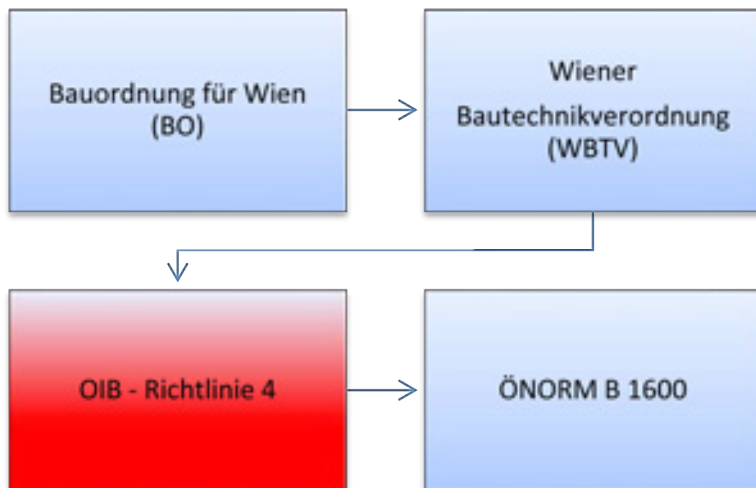 Bauordnung für Wien
(BO)
Wiener
Bautechnikverordnung
(WBTV)
OIB - Richtlinie 4
ÖNORM B 1600